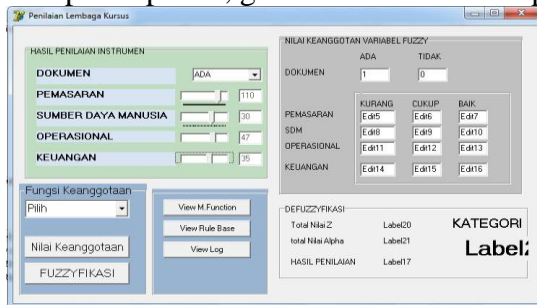 Penilaian Lembaga Kursus
HASIL PENILAIAN INSTRUMEN
DOKUMEN ADA
PEMASARAN 110
SUMBER DAYA MANUSIA 30
OPERASIONAL 47
KEUANGAN 35
NILAI KEANGGOTAN VARIABEL FUZZY
ADA TIDAK
DOKUMEN 1 0
KURANG CUKUP BAIK
PEMASARAN Edit5 Edit6 Edit7
SDM Edit8 Edit9 Edit10
OPERASIONAL Edit11 Edit12 Edit13
KEUANGAN Edit14 Edit15 Edit16
Fungsi Keanggotaan
Pilih
Nilai Keanggotaan
FUZZYFIKASI
View M.Function
View Rule Base
View Log
DEFUZZYFIKASI
Total Nilai Z Label20
total Nilai Alpha Label21
HASIL PENILAIAN Label17
KATEGORI
Label2